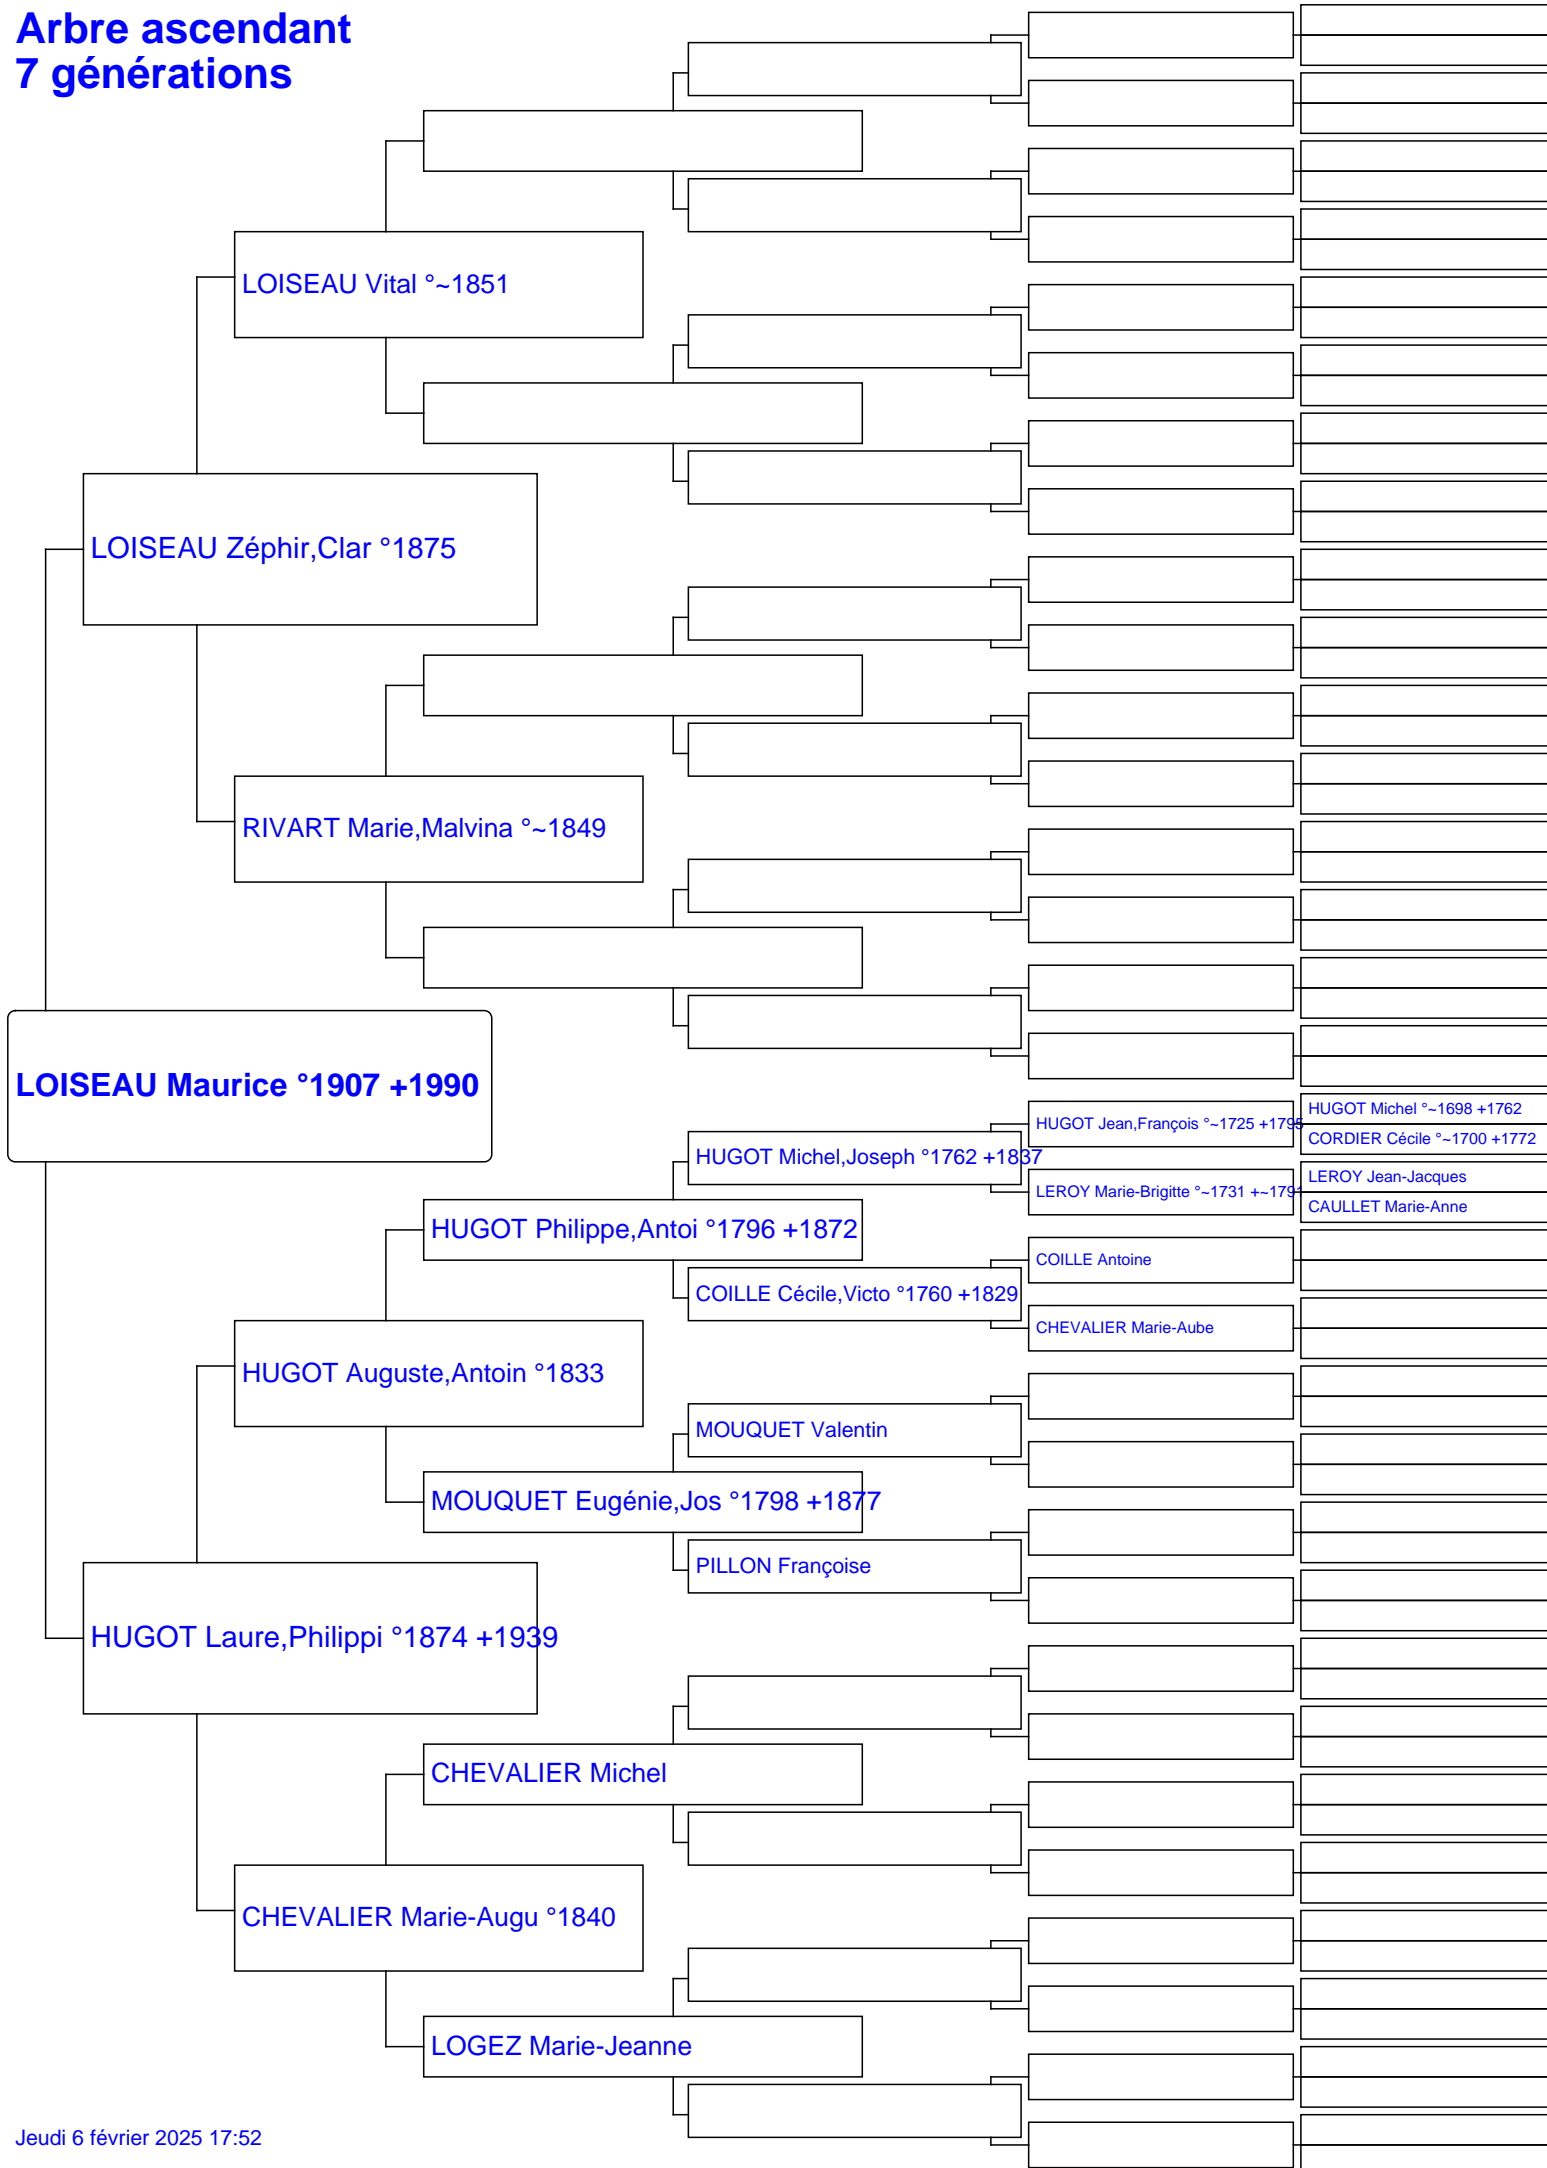 Arbre ascendant
7 générations
LOISEAU Vital °~1851
LOISEAU Zéphir,Clar °1875
RIVART Marie,Malvina °~1849
LOISEAU Maurice °1907 +1990
HUGOT Jean,François °~1725 +1795
HUGOT Michel °~1698 +1762
CORDIER Cécile °~1700 +1772
HUGOT Michel,Joseph °1762 +1837
LEROY Marie-Brigitte °~1731 +~1791
LEROY Jean-Jacques
CAULLET Marie-Anne
HUGOT Philippe,Antoi °1796 +1872
COILLE Antoine
COILLE Cécile,Victo °1760 +1829
CHEVALIER Marie-Aube
HUGOT Auguste,Antoin °1833
MOUQUET Valentin
MOUQUET Eugénie,Jos °1798 +1877
PILLON Françoise
HUGOT Laure,Philippi °1874 +1939
CHEVALIER Michel
CHEVALIER Marie-Augu °1840
LOGEZ Marie-Jeanne
Jeudi 6 février 2025 17:52